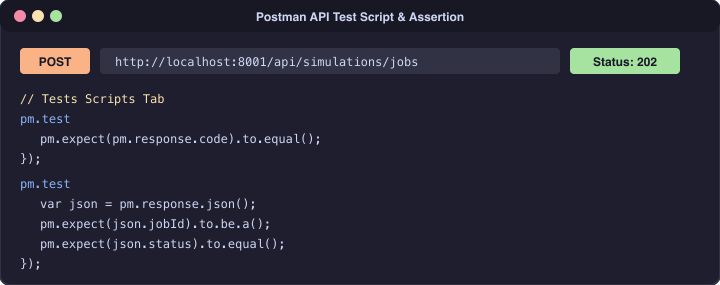 Postman API Test Script & Assertion
POST http://localhost:8001/api/simulations/jobs Status: 202
// Tests Scripts Tab
pm.test
pm.expect(pm.response.code).to.equal();
});
pm.test
var json = pm.response.json();
pm.expect(json.jobId).to.be.a();
pm.expect(json.status).to.equal();
});